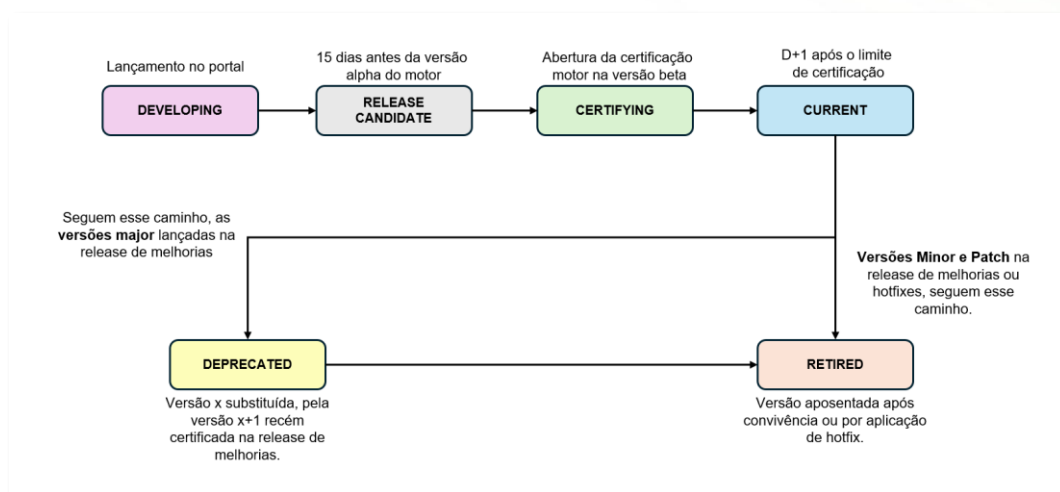 Lançamento no portal
DEVELOPING
15 dias antes da versão
alpha do motor
RELEASE
CANDIDATE
Abertura da certificação
motor na versão beta
CERTIFYING
D+1 após o limite
de certificação
CURRENT
Seguem esse caminho, as
versões major lançadas na
release de melhorias
Versões Minor e Patch na
release de melhorias ou
hotfixes, seguem esse
caminho.
DEPRECATED
Versão x substituída, pela
versão x+1 recém
certificada na release de
melhorias.
RETIRED
Versão aposentada após
convivência ou por aplicação
de hotfix.